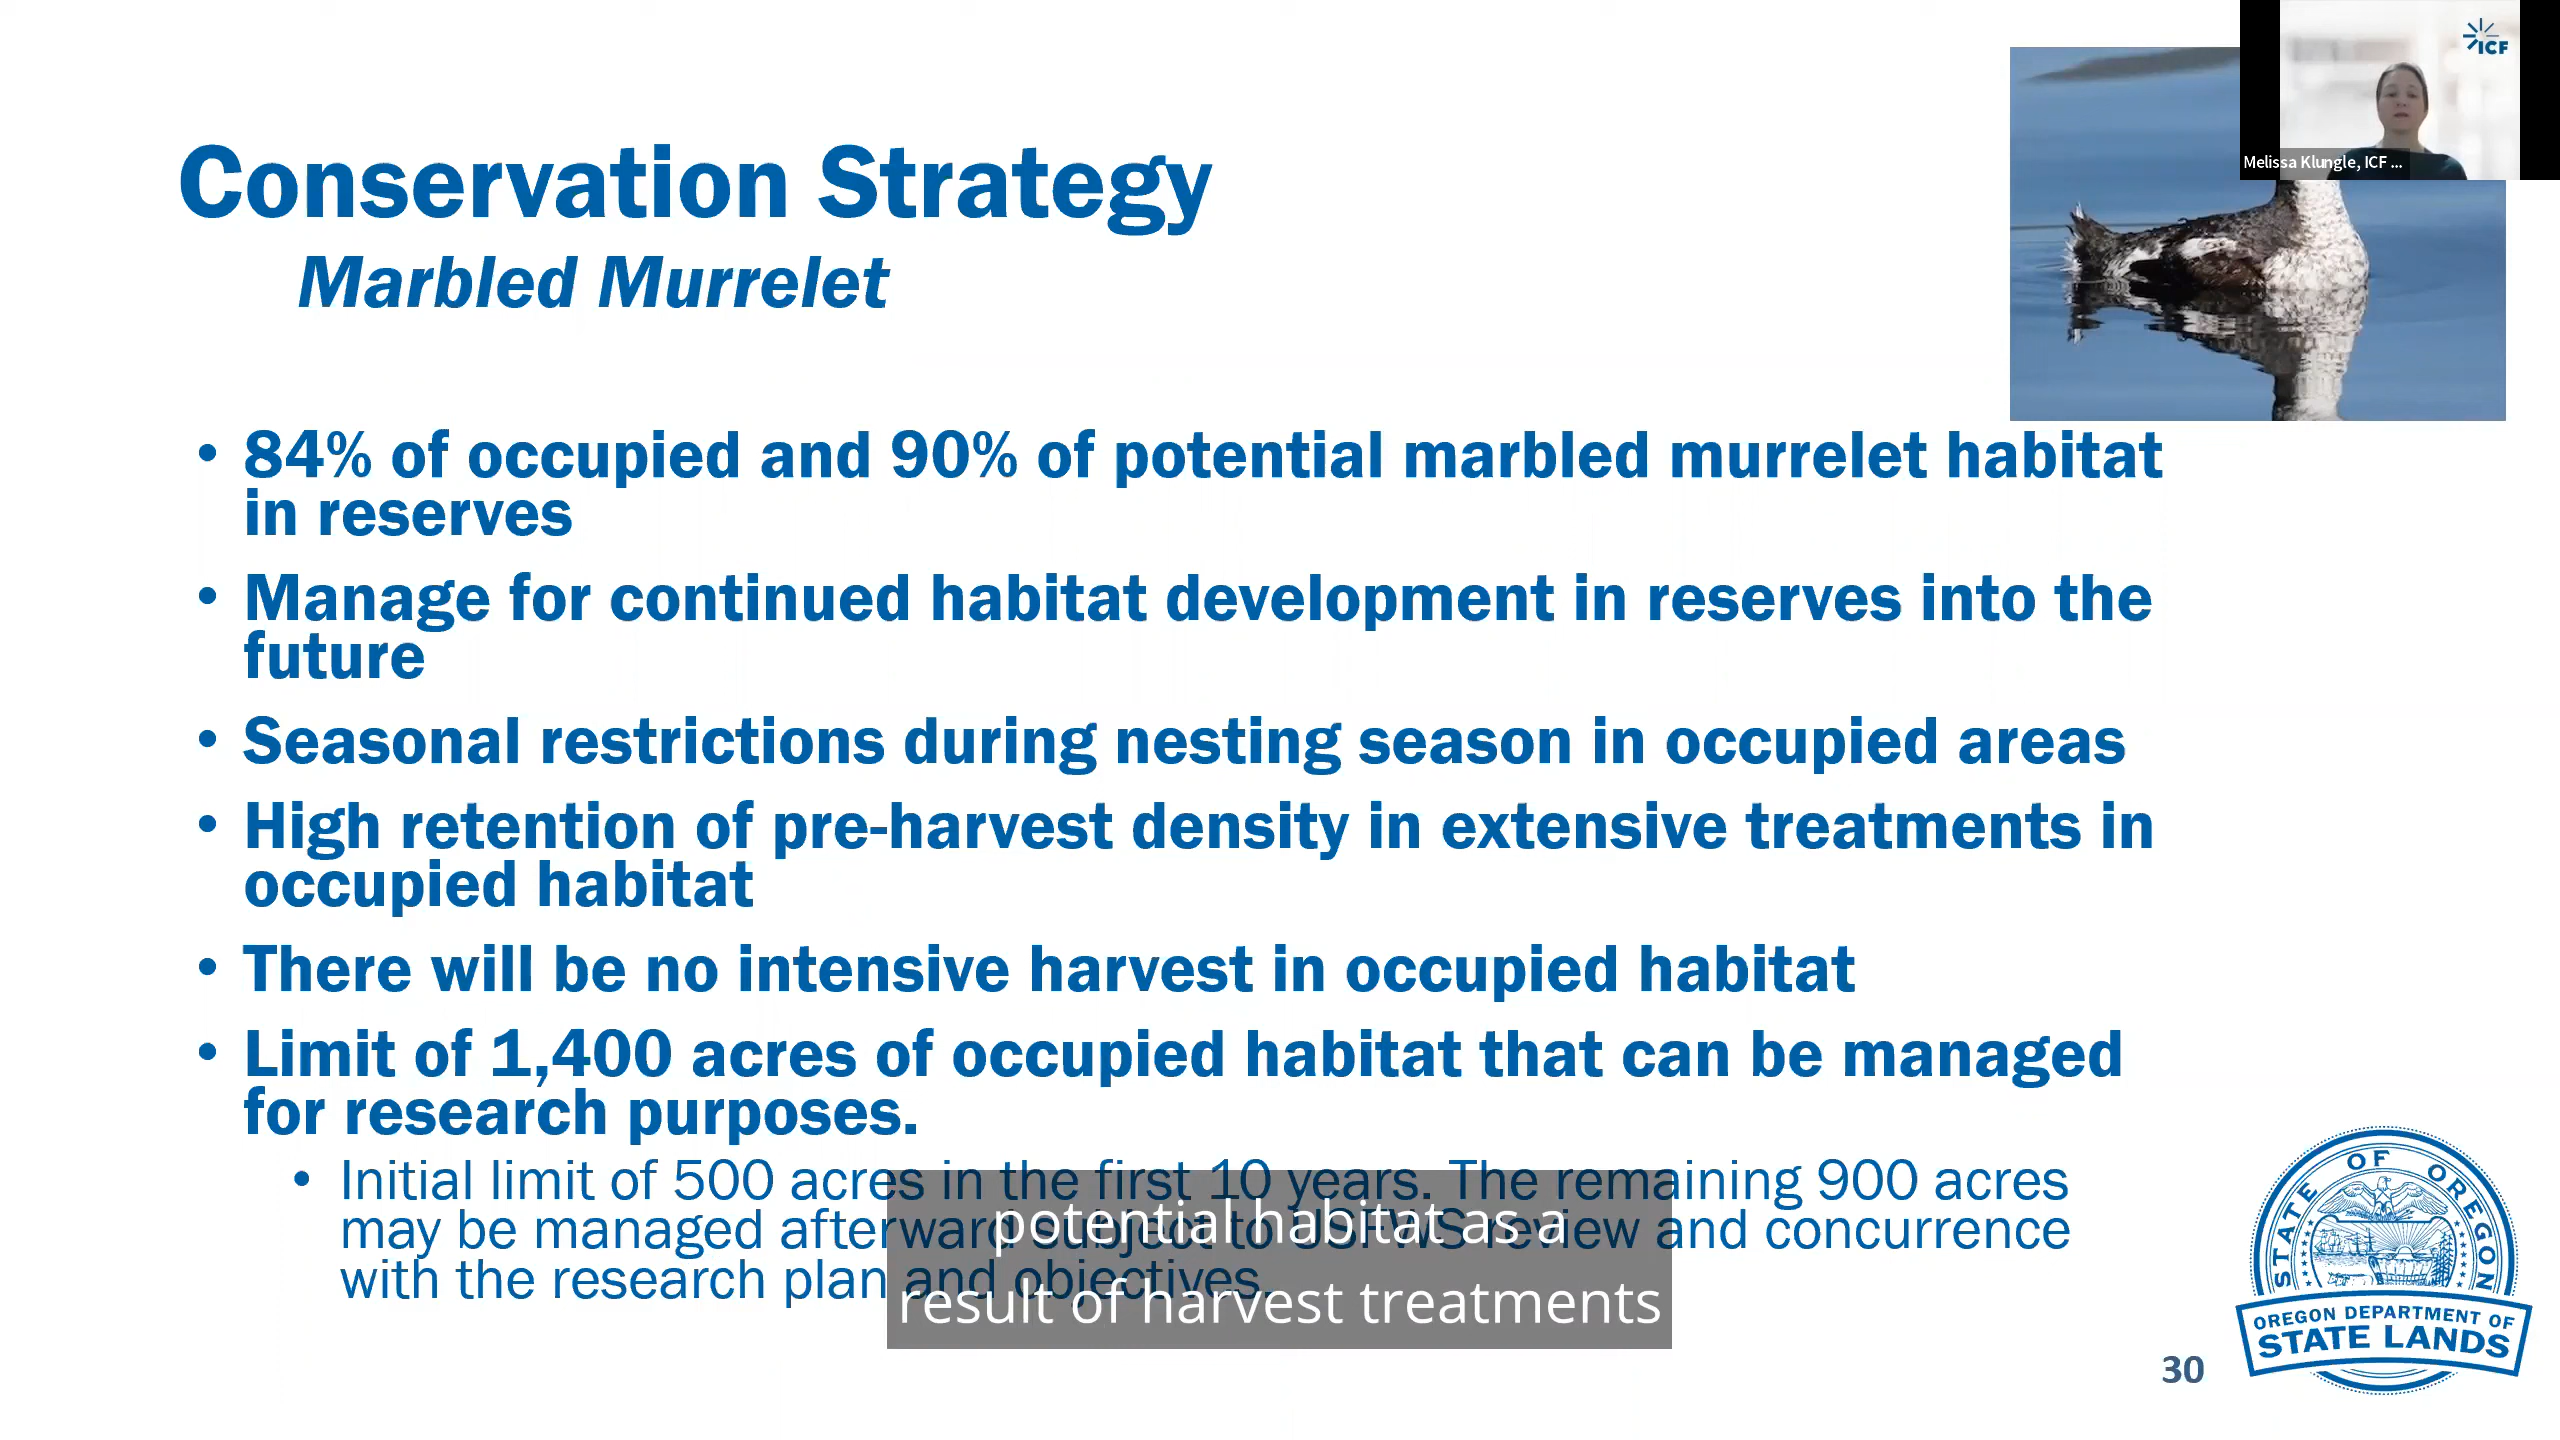 ICF
Melissa Klungle, ICF ...
Conservation Strategy
Marbled Murrelet
• 84% of occupied and 90% of potential marbled murrelet habitat
in reserves
• Manage for continued habitat development in reserves into the
future
• Seasonal restrictions during nesting season in occupied areas
• High retention of pre-harvest density in extensive treatments in
occupied habitat
• There will be no intensive harvest in occupied habitat
• Limit of 1,400 acres of occupied habitat that can be managed
for research purposes.
• Initial limit of 500 acres in the first 10 years. The remaining 900 acres
may be managed afterward subject to USFWS review and concurrence
with the research plan and objectives.
potential habitat as a
result of harvest treatments
STATE OF OREGON
OREGON DEPARTMENT OF
STATE LANDS
30